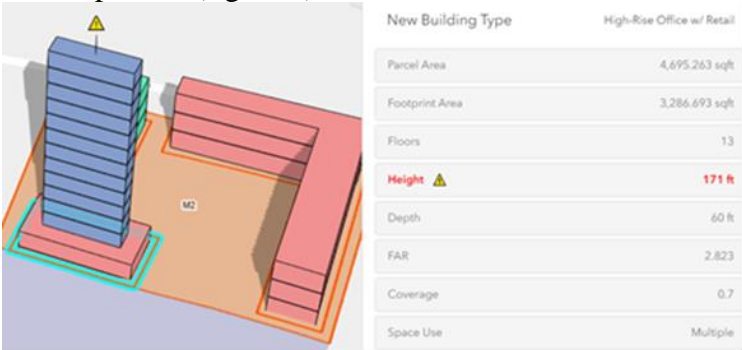 New Building Type High-Rise Office w/ Retail
Parcel Area 4,695.263 sqft
Footprint Area 3,286.693 sqft
Floors 13
Height 171 ft
Depth 60 ft
FAR 2.823
Coverage 0.7
Space Use Multiple
M2